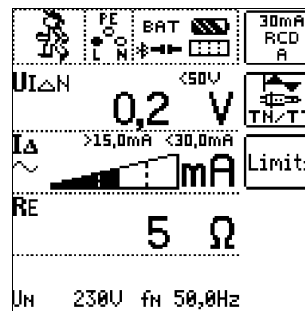 PE
L N
BAT
30mA
RCD
A
UI△N
<50V
0,2 V
TN/T
I△
>15,0mA <30,0mA
mA
Limit
RE
5 Ω
UN 230V fN 50,0Hz